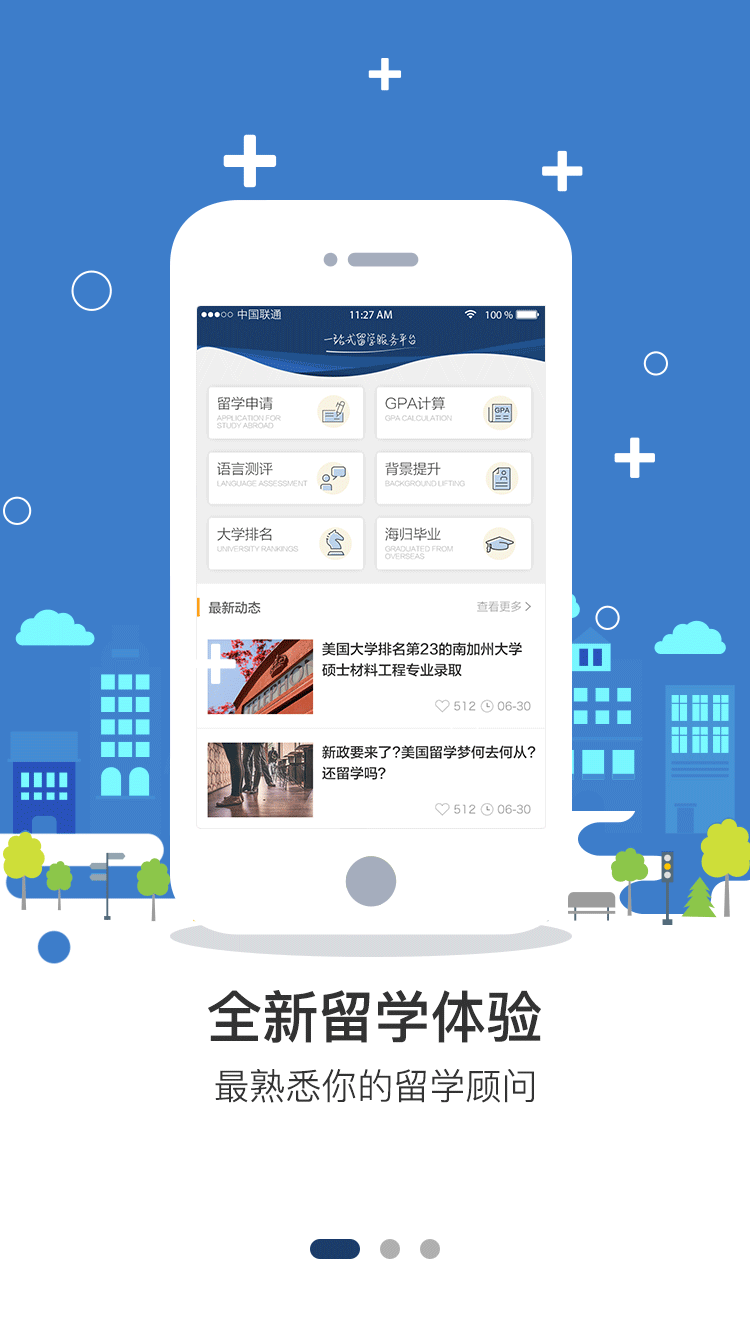 中国联通 11:27 AM 100 %
一站式留学服务平台
留学申请
APPLICATION FOR
STUDY ABROAD
GPA计算
GPA CALCULATION
GPA
语言测评
LANGUAGE ASSESSMENT
背景提升
BACKGROUND LIFTING
大学排名
UNIVERSITY RANKINGS
海归毕业
GRADUATED FROM
OVERSEAS
最新动态 查看更多
美国大学排名第23的南加州大学
硕士材料工程专业录取
512 06-30
新政要来了?美国留学梦何去何从?
还留学吗?
512 06-30
全新留学体验
最熟悉你的留学顾问